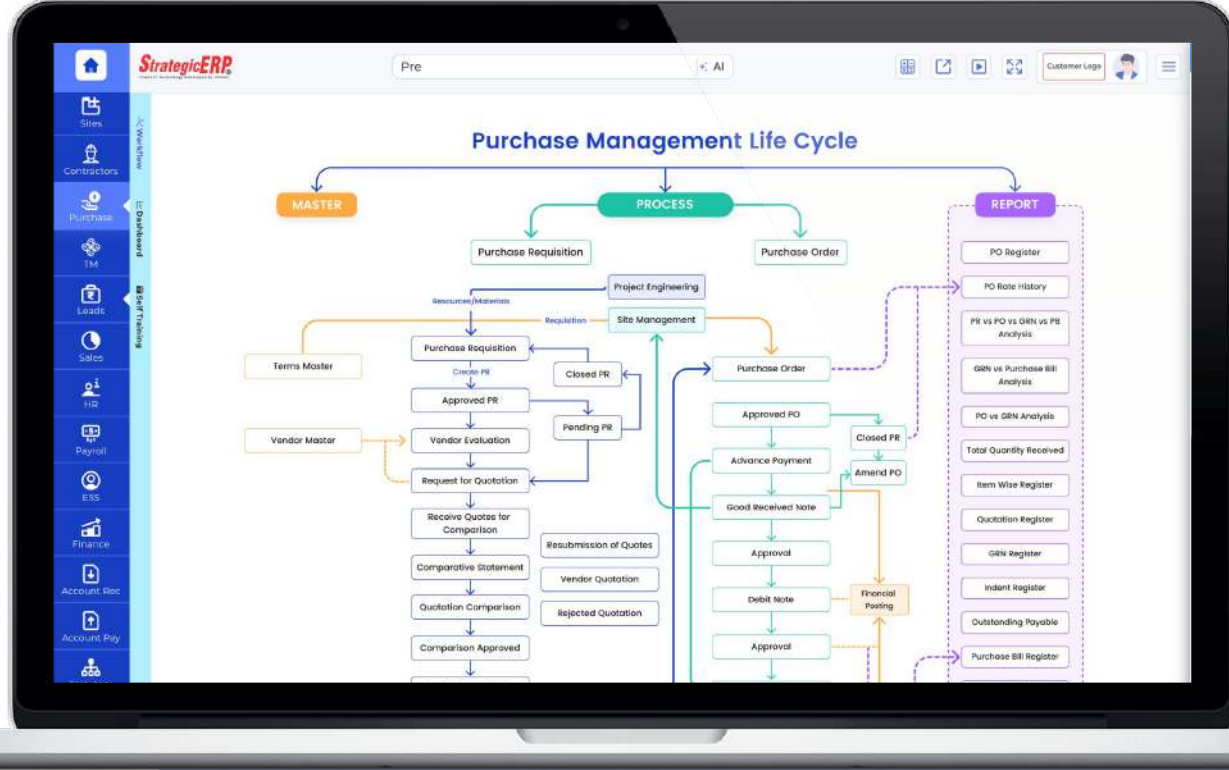 StrategicERP
Pre
AI
Customer Logo
Sites
Contractors
Purchase
TM
Leads
Sales
HR
Payroll
ESS
Finance
Account Rec
Account Pay
Workflow
Dashboard
Self Training
Purchase Management Life Cycle
MASTER
PROCESS
REPORT
Purchase Requisition
Purchase Order
Project Engineering
Resources/Materials
Requisition
Site Management
Terms Master
Vendor Master
Purchase Requisition
Create PR
Closed PR
Approved PR
Pending PR
Vendor Evaluation
Request for Quotation
Receive Quotes for
Comparison
Comparative Statement
Quotation Comparison
Comparison Approved
Resubmission of Quotes
Vendor Quotation
Rejected Quotation
Purchase Order
Approved PO
Closed PR
Advance Payment
Amend PO
Good Received Note
Approval
Debit Note
Financial
Posting
Approval
PO Register
PO Rate History
PR vs PO vs GRN vs PB
Analysis
GRN vs Purchase Bill
Analysis
PO vs GRN Analysis
Total Quantity Received
Item Wise Register
Quotation Register
GRN Register
Indent Register
Outstanding Payable
Purchase Bill Register